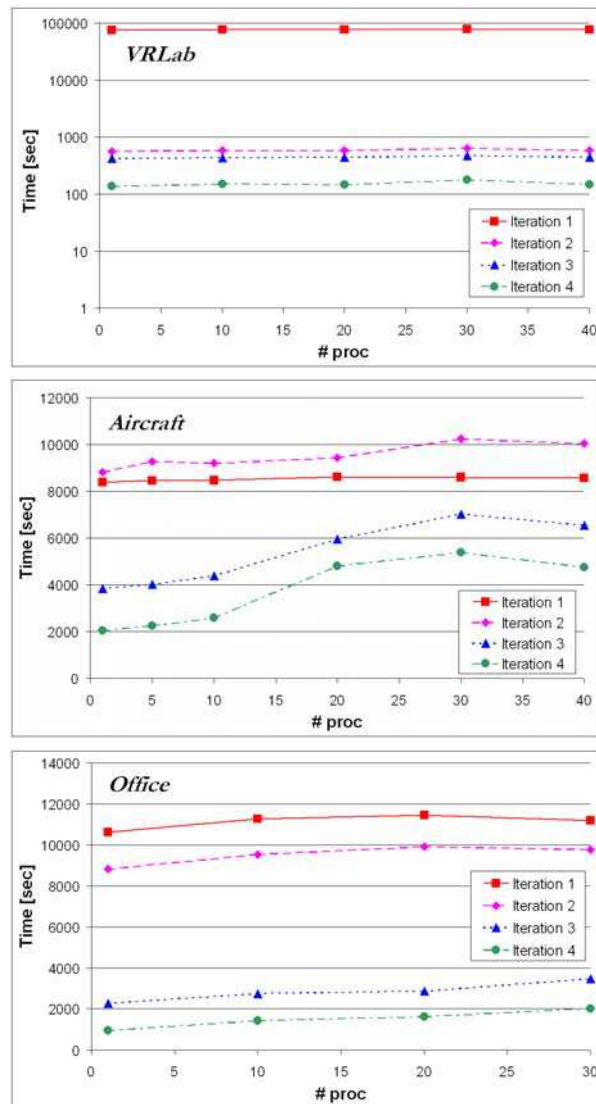 VRLab
Time [sec]
100000
10000
1000
100
10
1
0 5 10 15 20 25 30 35 40
# proc
Iteration 1
Iteration 2
Iteration 3
Iteration 4
Aircraft
Time [sec]
12000
10000
8000
6000
4000
2000
0
0 5 10 15 20 25 30 35 40
# proc
Iteration 1
Iteration 2
Iteration 3
Iteration 4
Office
Time [sec]
14000
12000
10000
8000
6000
4000
2000
0
0 5 10 15 20 25 30
# proc
Iteration 1
Iteration 2
Iteration 3
Iteration 4